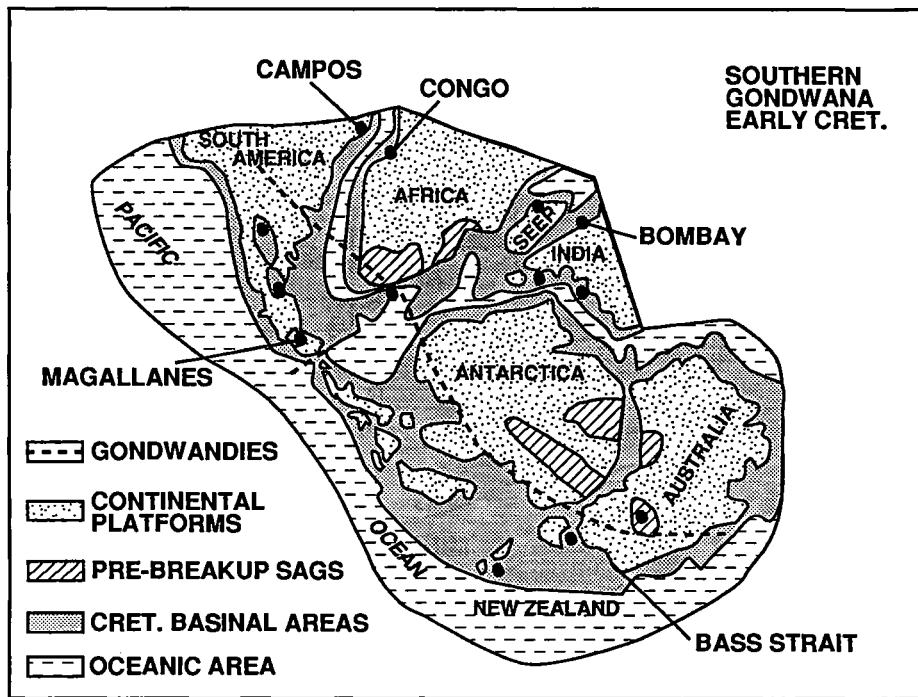 CAMPOS
CONGO
SOUTHERN
GONDWANA
EARLY CRET.
SOUTH
AMERICA
AFRICA
PACIFIC
SEEP
BOMBAY
INDIA
MAGALLANES
ANTARCTICA
AUSTRALIA
GONDWANDIES
CONTINENTAL
PLATFORMS
OCEAN
PRE-BREAKUP SAGS
NEW ZEALAND
CRET. BASINAL AREAS
BASS STRAIT
OCEANIC AREA